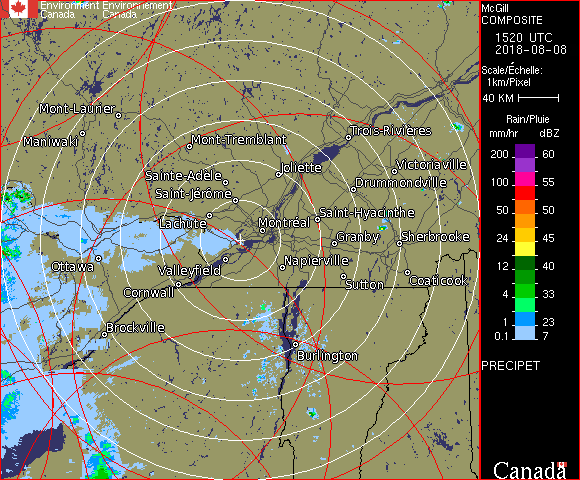 Environment Environnement
Canada Canada
McGill
COMPOSITE
1520 UTC
2018-08-08
Scale/Échelle:
1km/Pixel
40 KM
Rain/Pluie
mm/hr dBZ
200 60
55
100 55
50 50
24 45
12 40
4 33
1 23
0.1 7
PRECIPET
Canada
Mont-Laurier
Maniwaki
Mont-Tremblant
Trois-Rivières
Sainte-Adèle
Joliette
Victoriaville
Saint-Jérôme
Drummondville
Lachute
Saint-Hyacinthe
Montréal
Granby
Sherbrooke
Ottawa
Valleyfield
Napierville
Cornwall
Sutton
Coaticook
Brockville
Burlington